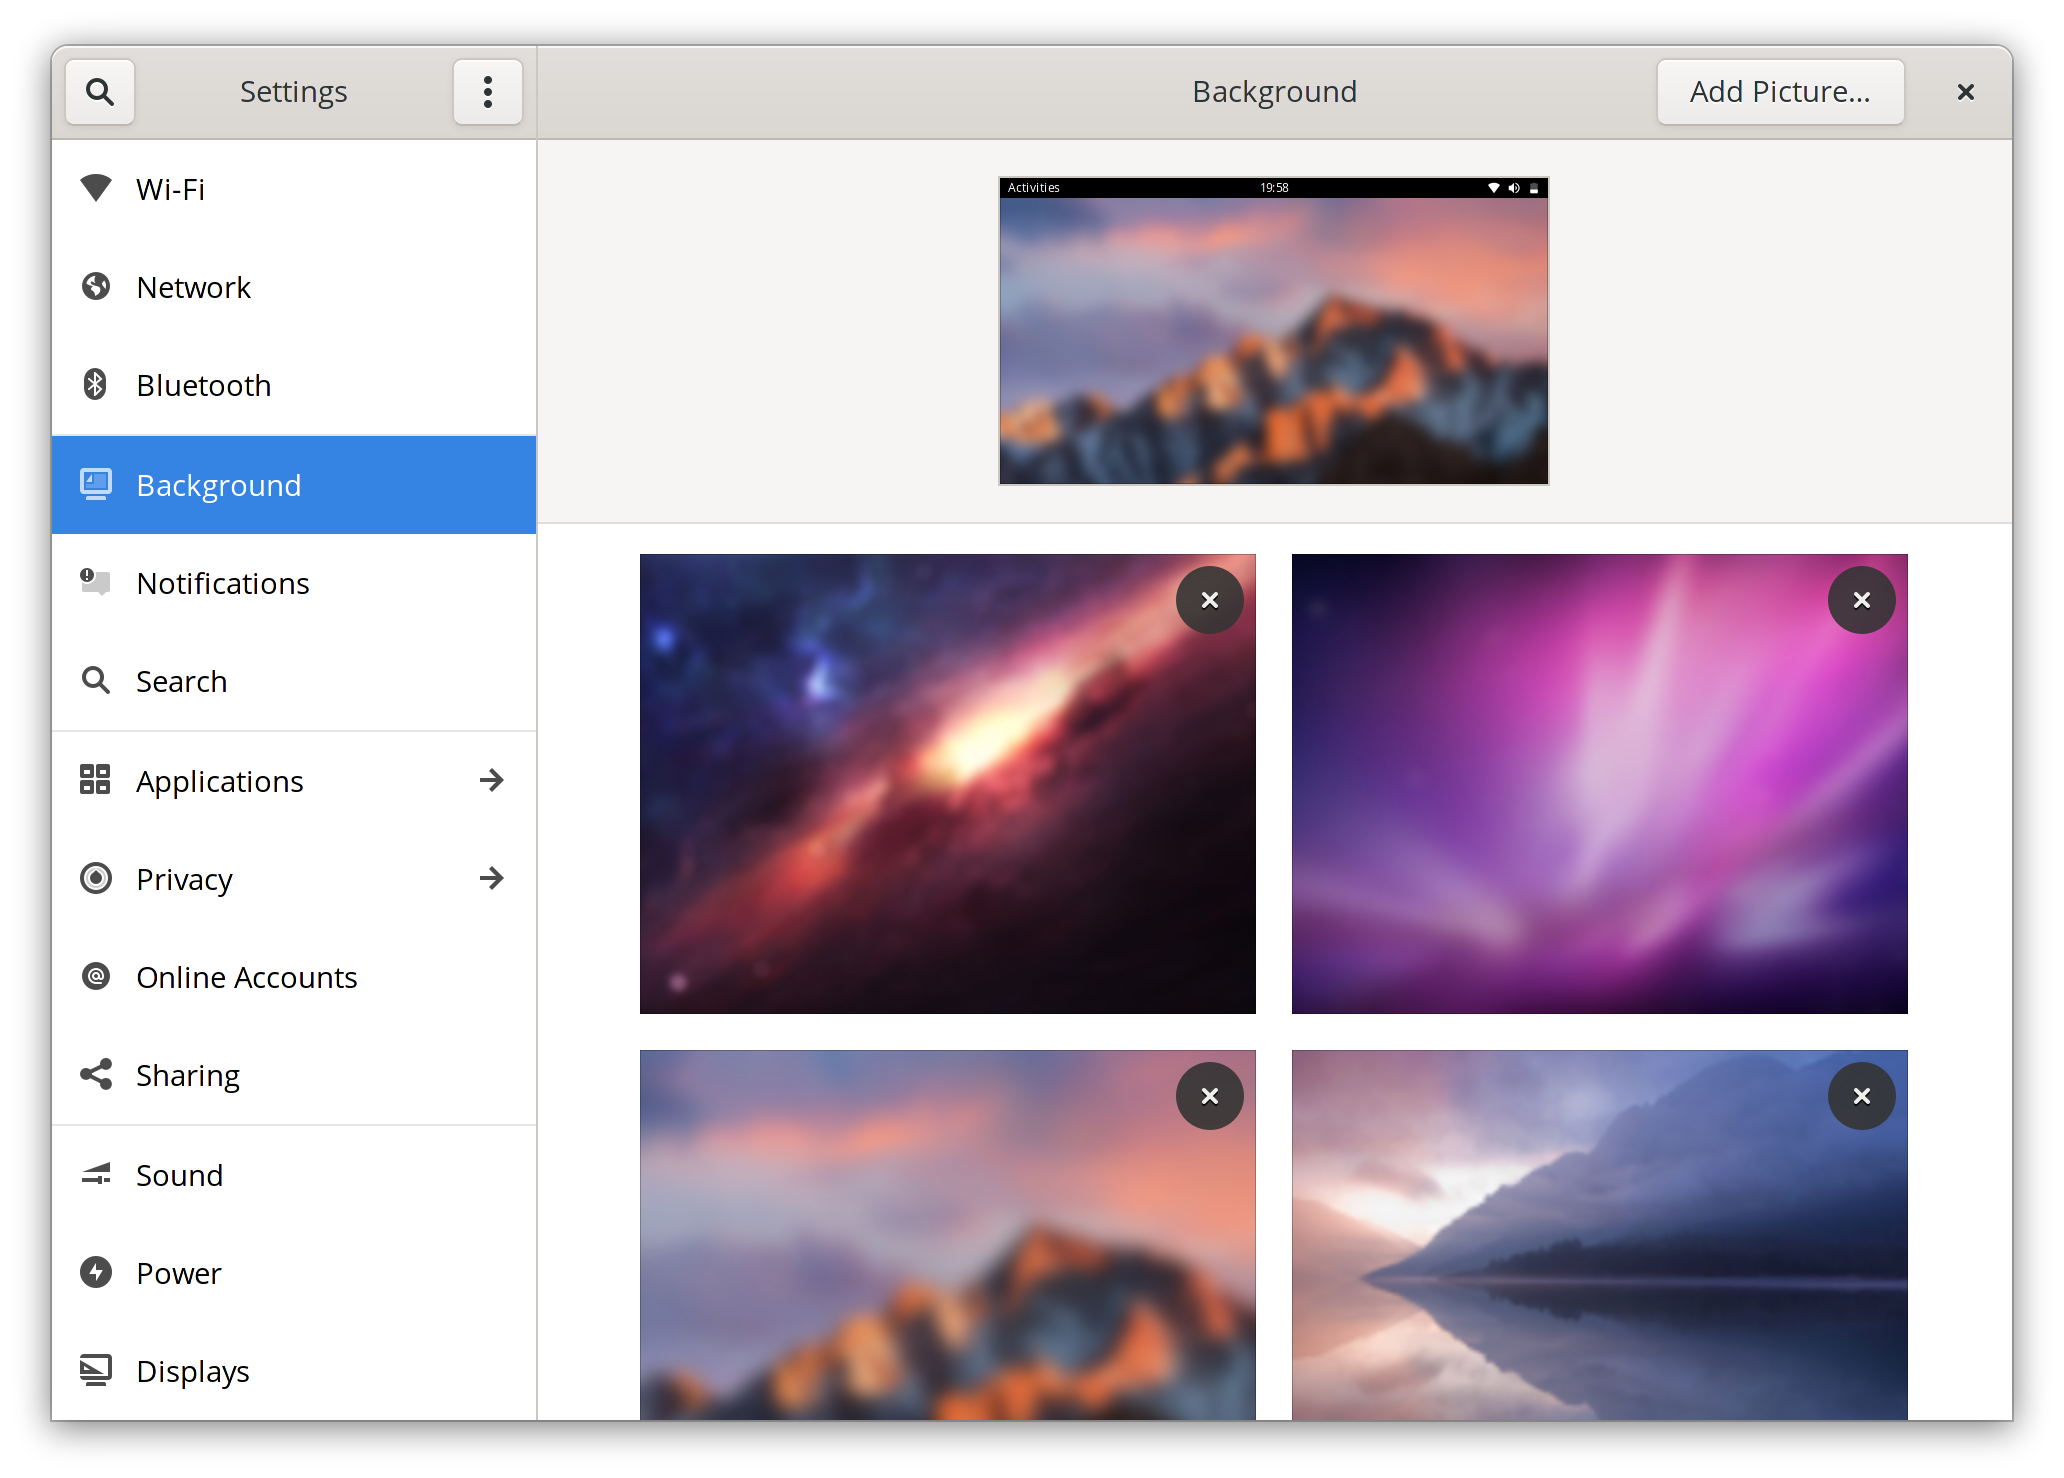 Settings
Background
Add Picture...
Wi-Fi
Network
Bluetooth
Background
Notifications
Search
Applications
Privacy
Online Accounts
Sharing
Sound
Power
Displays
Activities
19:58